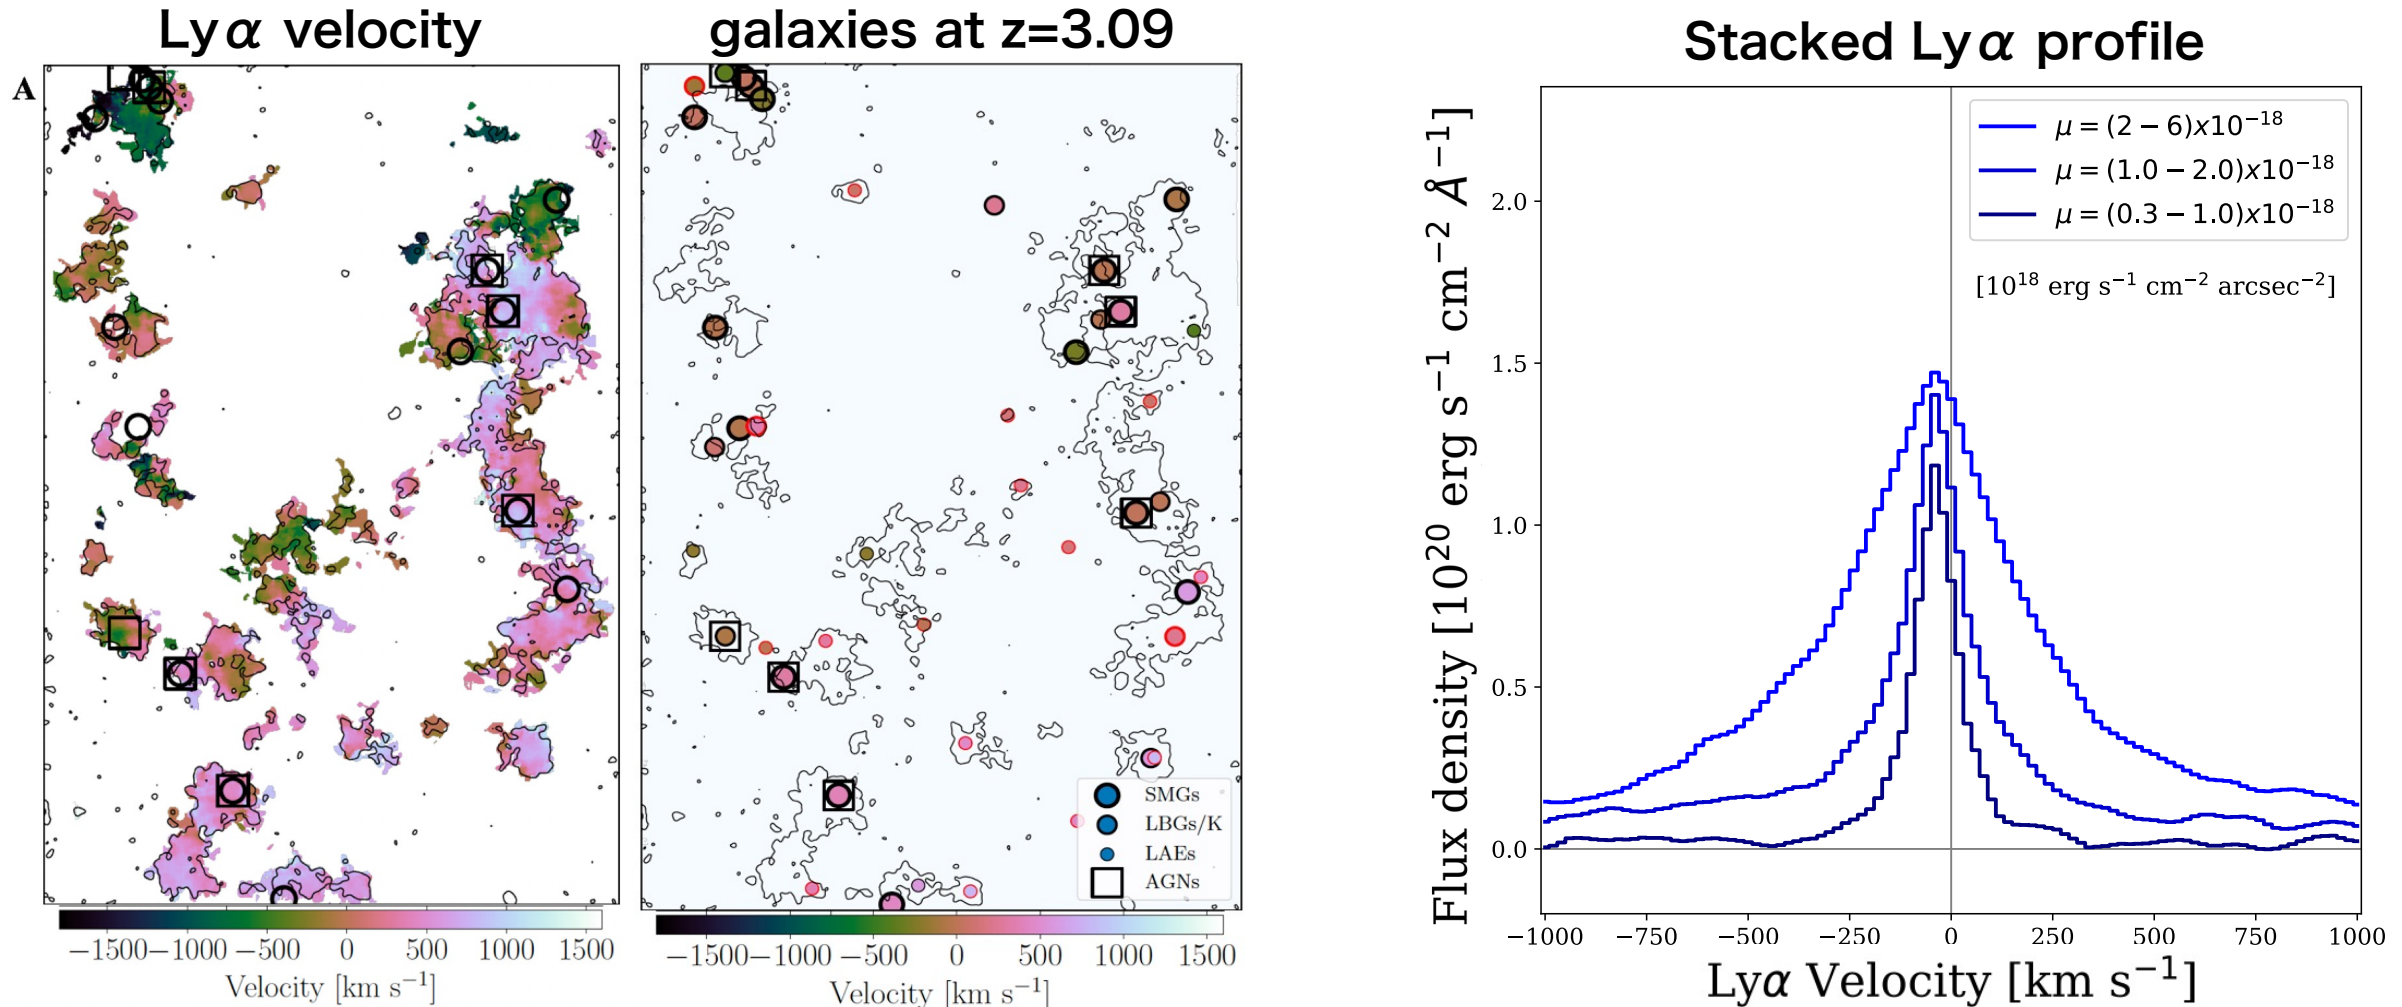 Lyα velocity
galaxies at z=3.09
Stacked Lyα profile
A
−1500 −1000 −500 0 500 1000 1500
Velocity [km s⁻¹]
SMGs
LBGs/K
LAEs
AGNs
−1500 −1000 −500 0 500 1000 1500
Velocity [km s⁻¹]
Flux density [10²⁰ erg s⁻¹ cm⁻² Å⁻¹]
2.0
1.5
1.0
0.5
0.0
μ = (2 − 6)x10⁻¹⁸
μ = (1.0 − 2.0)x10⁻¹⁸
μ = (0.3 − 1.0)x10⁻¹⁸
[10¹⁸ erg s⁻¹ cm⁻² arcsec⁻²]
−1000 −750 −500 −250 0 250 500 750 1000
Lyα Velocity [km s⁻¹]